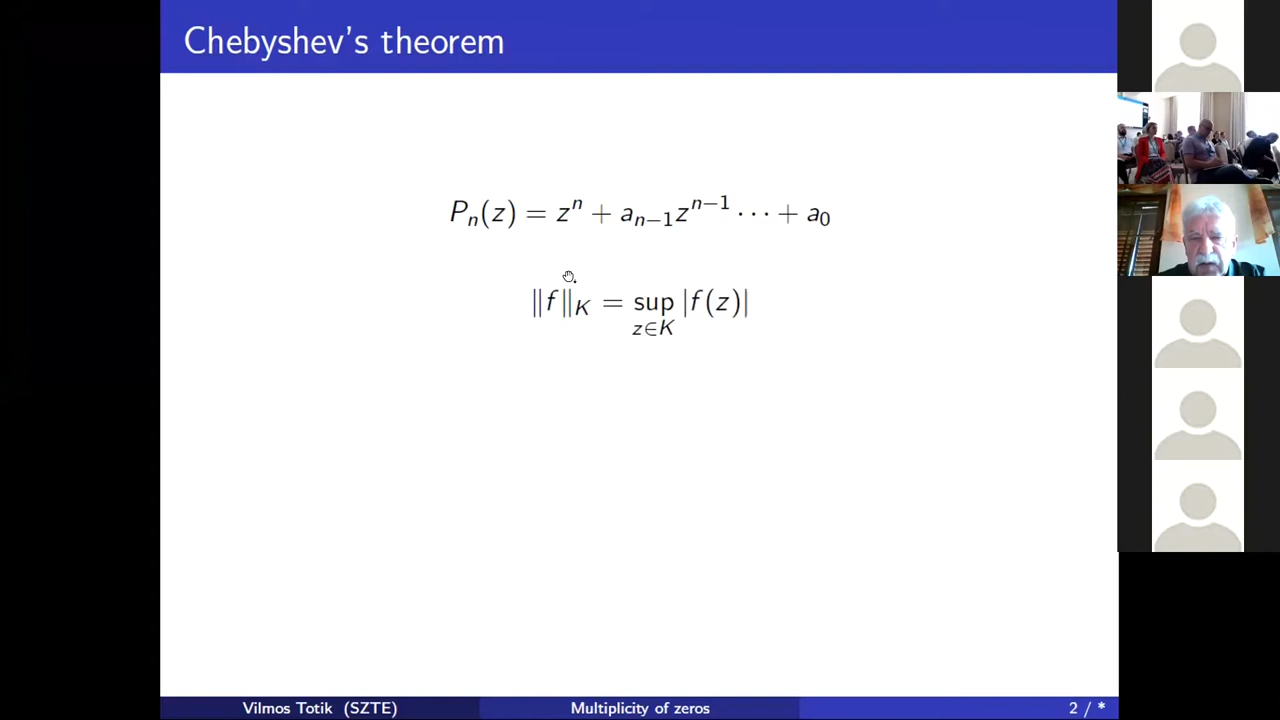 Chebyshev's theorem
Pₙ(z) = zⁿ + aₙ₋₁zⁿ⁻¹ ⋯ + a₀
‖f‖_K = sup_{z∈K} |f(z)|
Vilmos Totik (SZTE) Multiplicity of zeros 2 / *